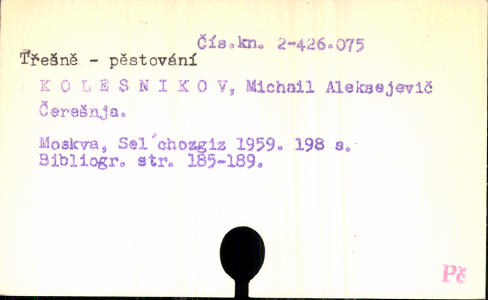 Čís.kn. 2-426.075
Třešně - pěstování
K O L E S N I K O V, Michail Aleksejevič
Čerešnja.
Moskva, Sel'chozgiz 1959. 198 s.
Bibliogr. str. 185-189.
Pč